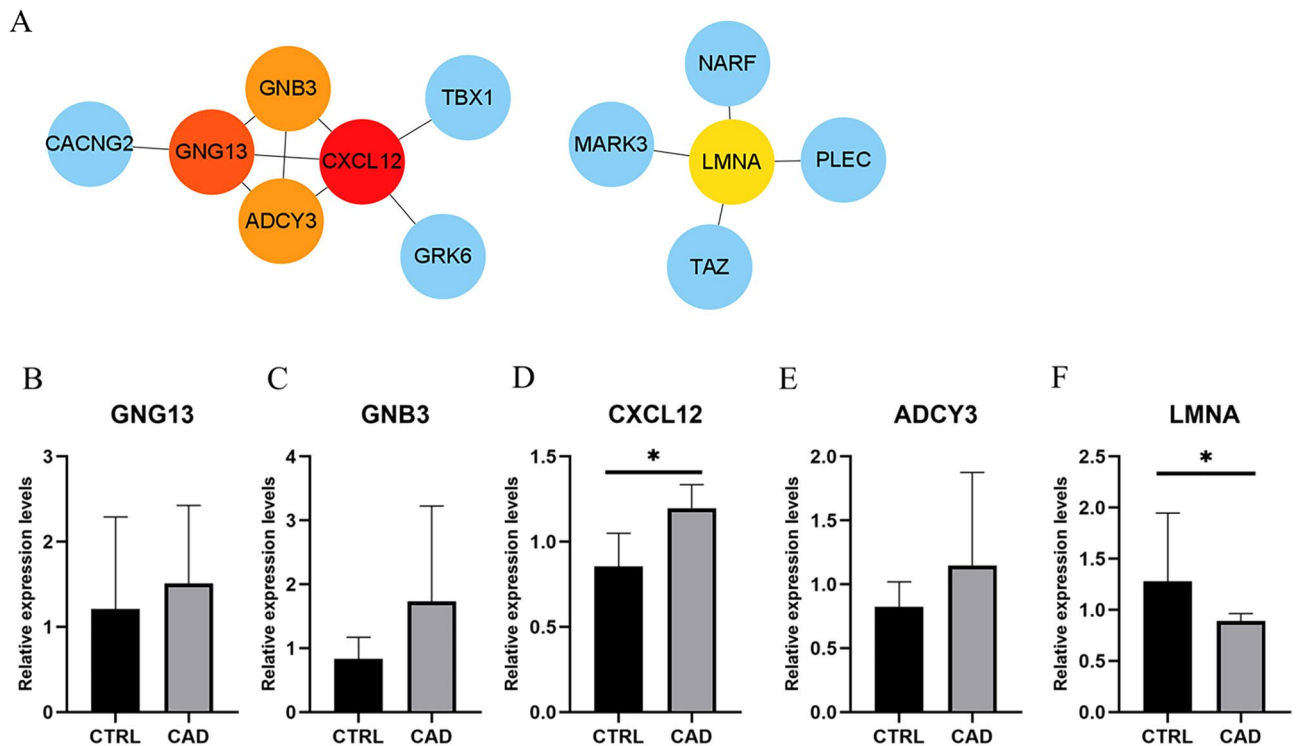 A
GNB3
TBX1
CACNG2
GNG13
CXCL12
ADCY3
GRK6
NARF
MARK3
LMNA
PLEC
TAZ
B
GNG13
Relative expression levels
3
2
1
0
CTRL CAD
C
GNB3
Relative expression levels
4
3
2
1
0
CTRL CAD
D
CXCL12
Relative expression levels
1.5
1.0
0.5
0.0
*
CTRL CAD
E
ADCY3
Relative expression levels
2.0
1.5
1.0
0.5
0.0
CTRL CAD
F
LMNA
Relative expression levels
2.5
2.0
1.5
1.0
0.5
0.0
*
CTRL CAD